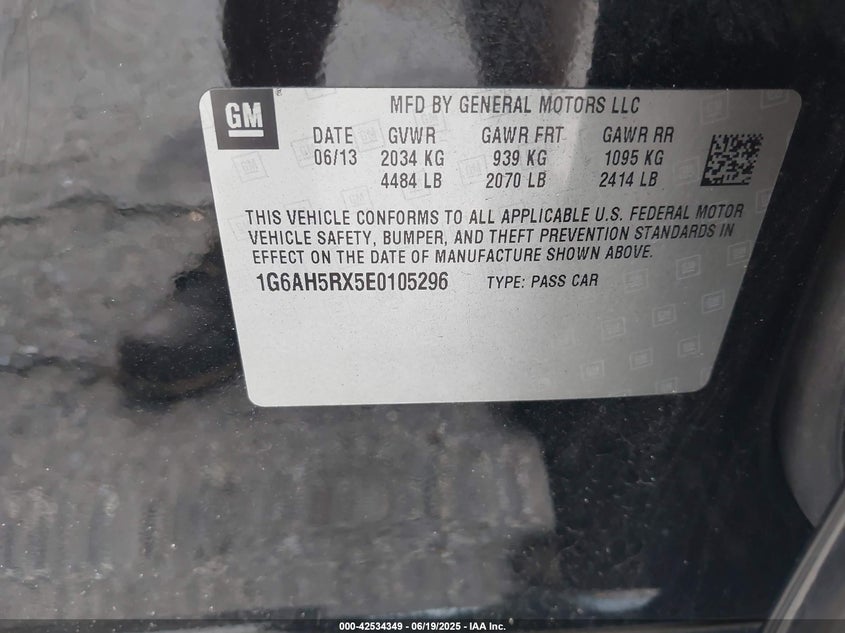 GM
MFD BY GENERAL MOTORS LLC
DATE GVWR GAWR FRT GAWR RR
06/13 2034 KG 939 KG 1095 KG
4484 LB 2070 LB 2414 LB
THIS VEHICLE CONFORMS TO ALL APPLICABLE U.S. FEDERAL MOTOR
VEHICLE SAFETY, BUMPER, AND THEFT PREVENTION STANDARDS IN
EFFECT ON THE DATE OF MANUFACTURE SHOWN ABOVE.
1G6AH5RX5E0105296 TYPE: PASS CAR
000-42534349 - 06/19/2025 - IAA Inc.